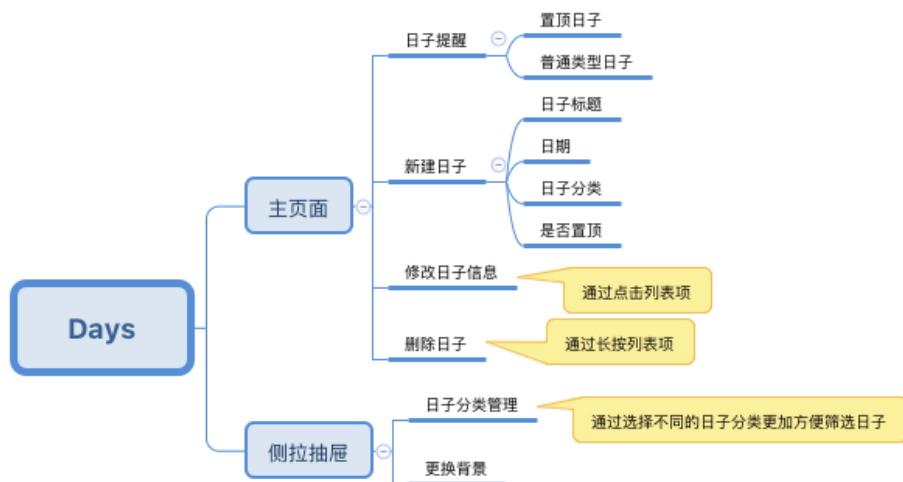 Days
主页面
日子提醒
置顶日子
普通类型日子
新建日子
日子标题
日期
日子分类
是否置顶
修改日子信息
通过点击列表项
删除日子
通过长按列表项
侧拉抽屉
日子分类管理
通过选择不同的日子分类更加方便筛选日子
更换背景